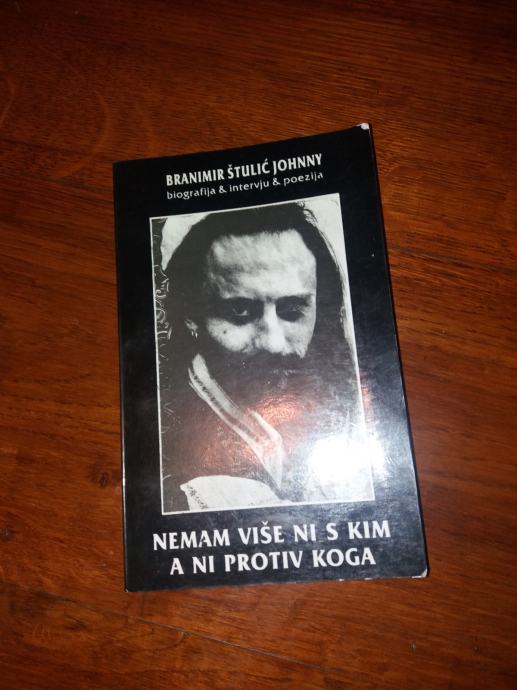 BRANIMIR ŠTULIĆ JOHNNY
biografija & intervju & poezija
NEMAM VIŠE NI S KIM
A NI PROTIV KOGA